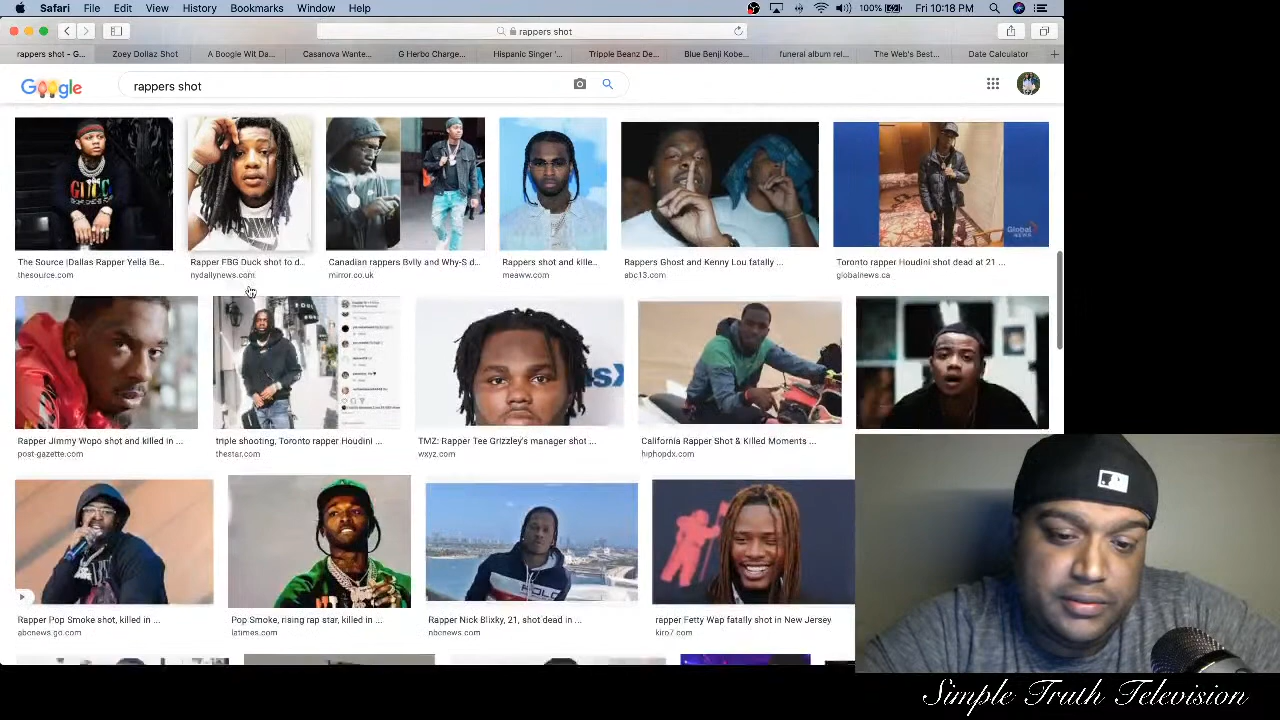 Safari File Edit View History Bookmarks Window Help 100% Fri 10:18 PM
rappers shot
rappers shot - G... Zoey Dollaz Shot A Boogie Wit Da... Casanova Wante... G Herbo Charge... Hispanic Singer '... Tripple Beanz De... Blue Benji Kobe... funeral album rel... The Web's Best... Date Calculator
Google rappers shot
GUCCI
Global NEWS
The Source |Dallas Rapper Yella Be... Rapper FBG Duck shot to d... Canadian rappers Bvlly and Why-S d... Rappers shot and kille... Rappers Ghost and Kenny Lou fatally ... Toronto rapper Houdini shot dead at 21 ...
thesource.com nydailynews.com mirror.co.uk meaww.com abc13.com globalnews.ca
Rapper Jimmy Wopo shot and killed in ... triple shooting, Toronto rapper Houdini ... TMZ: Rapper Tee Grizzley's manager shot ... California Rapper Shot & Killed Moments ...
post-gazette.com thestar.com wxyz.com hiphopdx.com
Rapper Pop Smoke shot, killed in ... Pop Smoke, rising rap star, killed in ... Rapper Nick Blixky, 21, shot dead in ... rapper Fetty Wap fatally shot in New Jersey
abcnews.go.com latimes.com nbcnews.com kiro7.com
Simple Truth Television